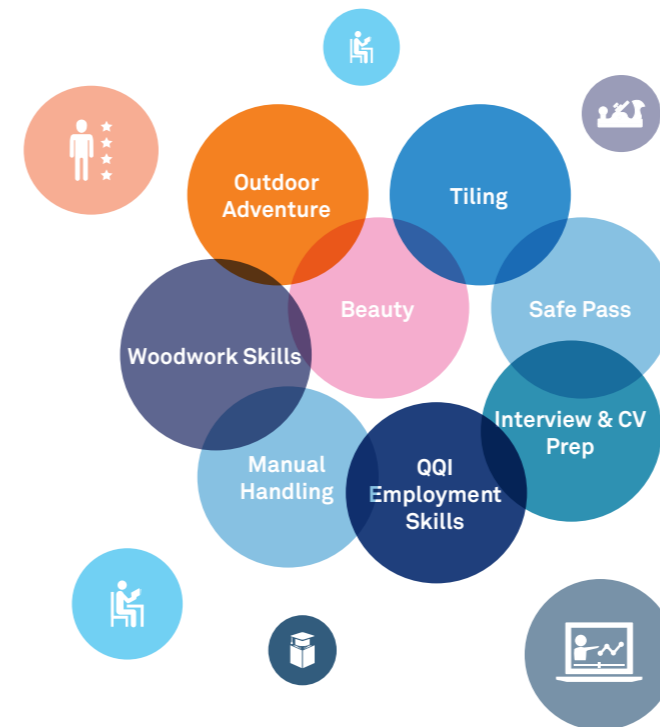 Outdoor
Adventure
Tiling
Beauty
Safe Pass
Woodwork Skills
Interview & CV
Prep
Manual
Handling
QQI
Employment
Skills